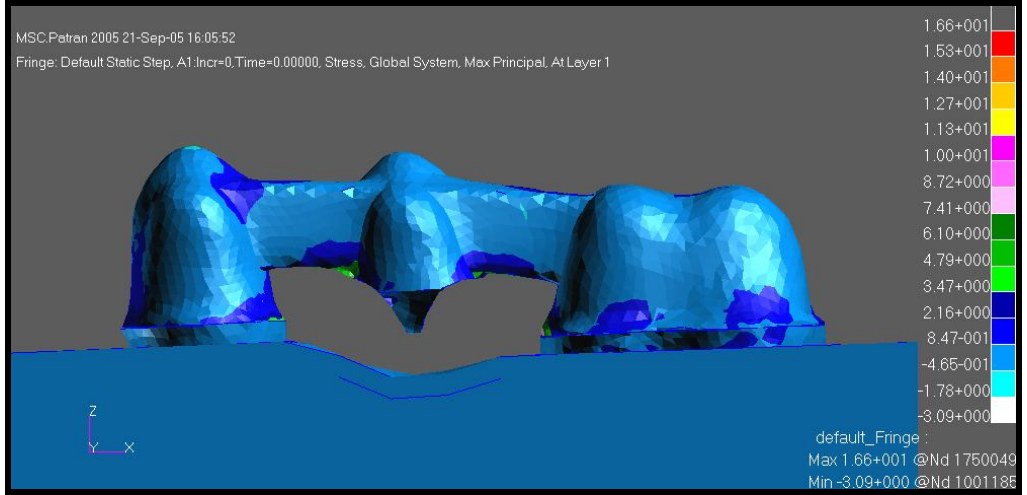 MSC.Patran 2005 21-Sep-05 16:05:52
Fringe: Default Static Step, A1:Incr=0,Time=0.00000, Stress, Global System, Max Principal, At Layer 1
1.66+001
1.53+001
1.40+001
1.27+001
1.13+001
1.00+001
8.72+000
7.41+000
6.10+000
4.79+000
3.47+000
2.16+000
8.47-001
-4.65-001
-1.78+000
-3.09+000
Z
Y X
default_Fringe :
Max 1.66+001 @Nd 1750049
Min -3.09+000 @Nd 1001185